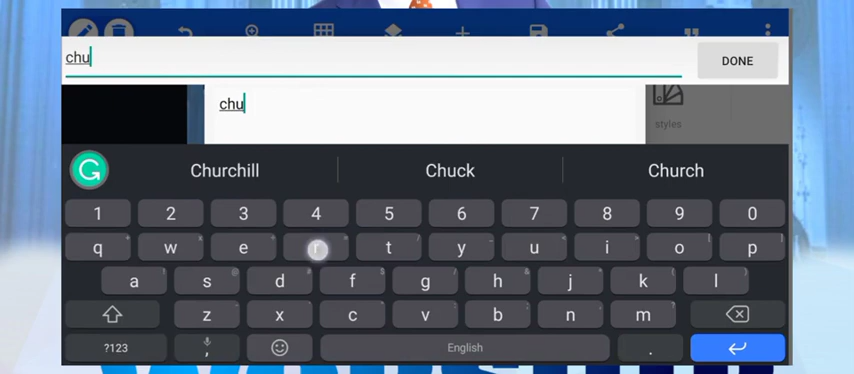 chu
DONE
chu
styles
Churchill Chuck Church
1 2 3 4 5 6 7 8 9 0
q w e r t y u i o p
a s d f g h j k l
z x c v b n m
?123 , English .